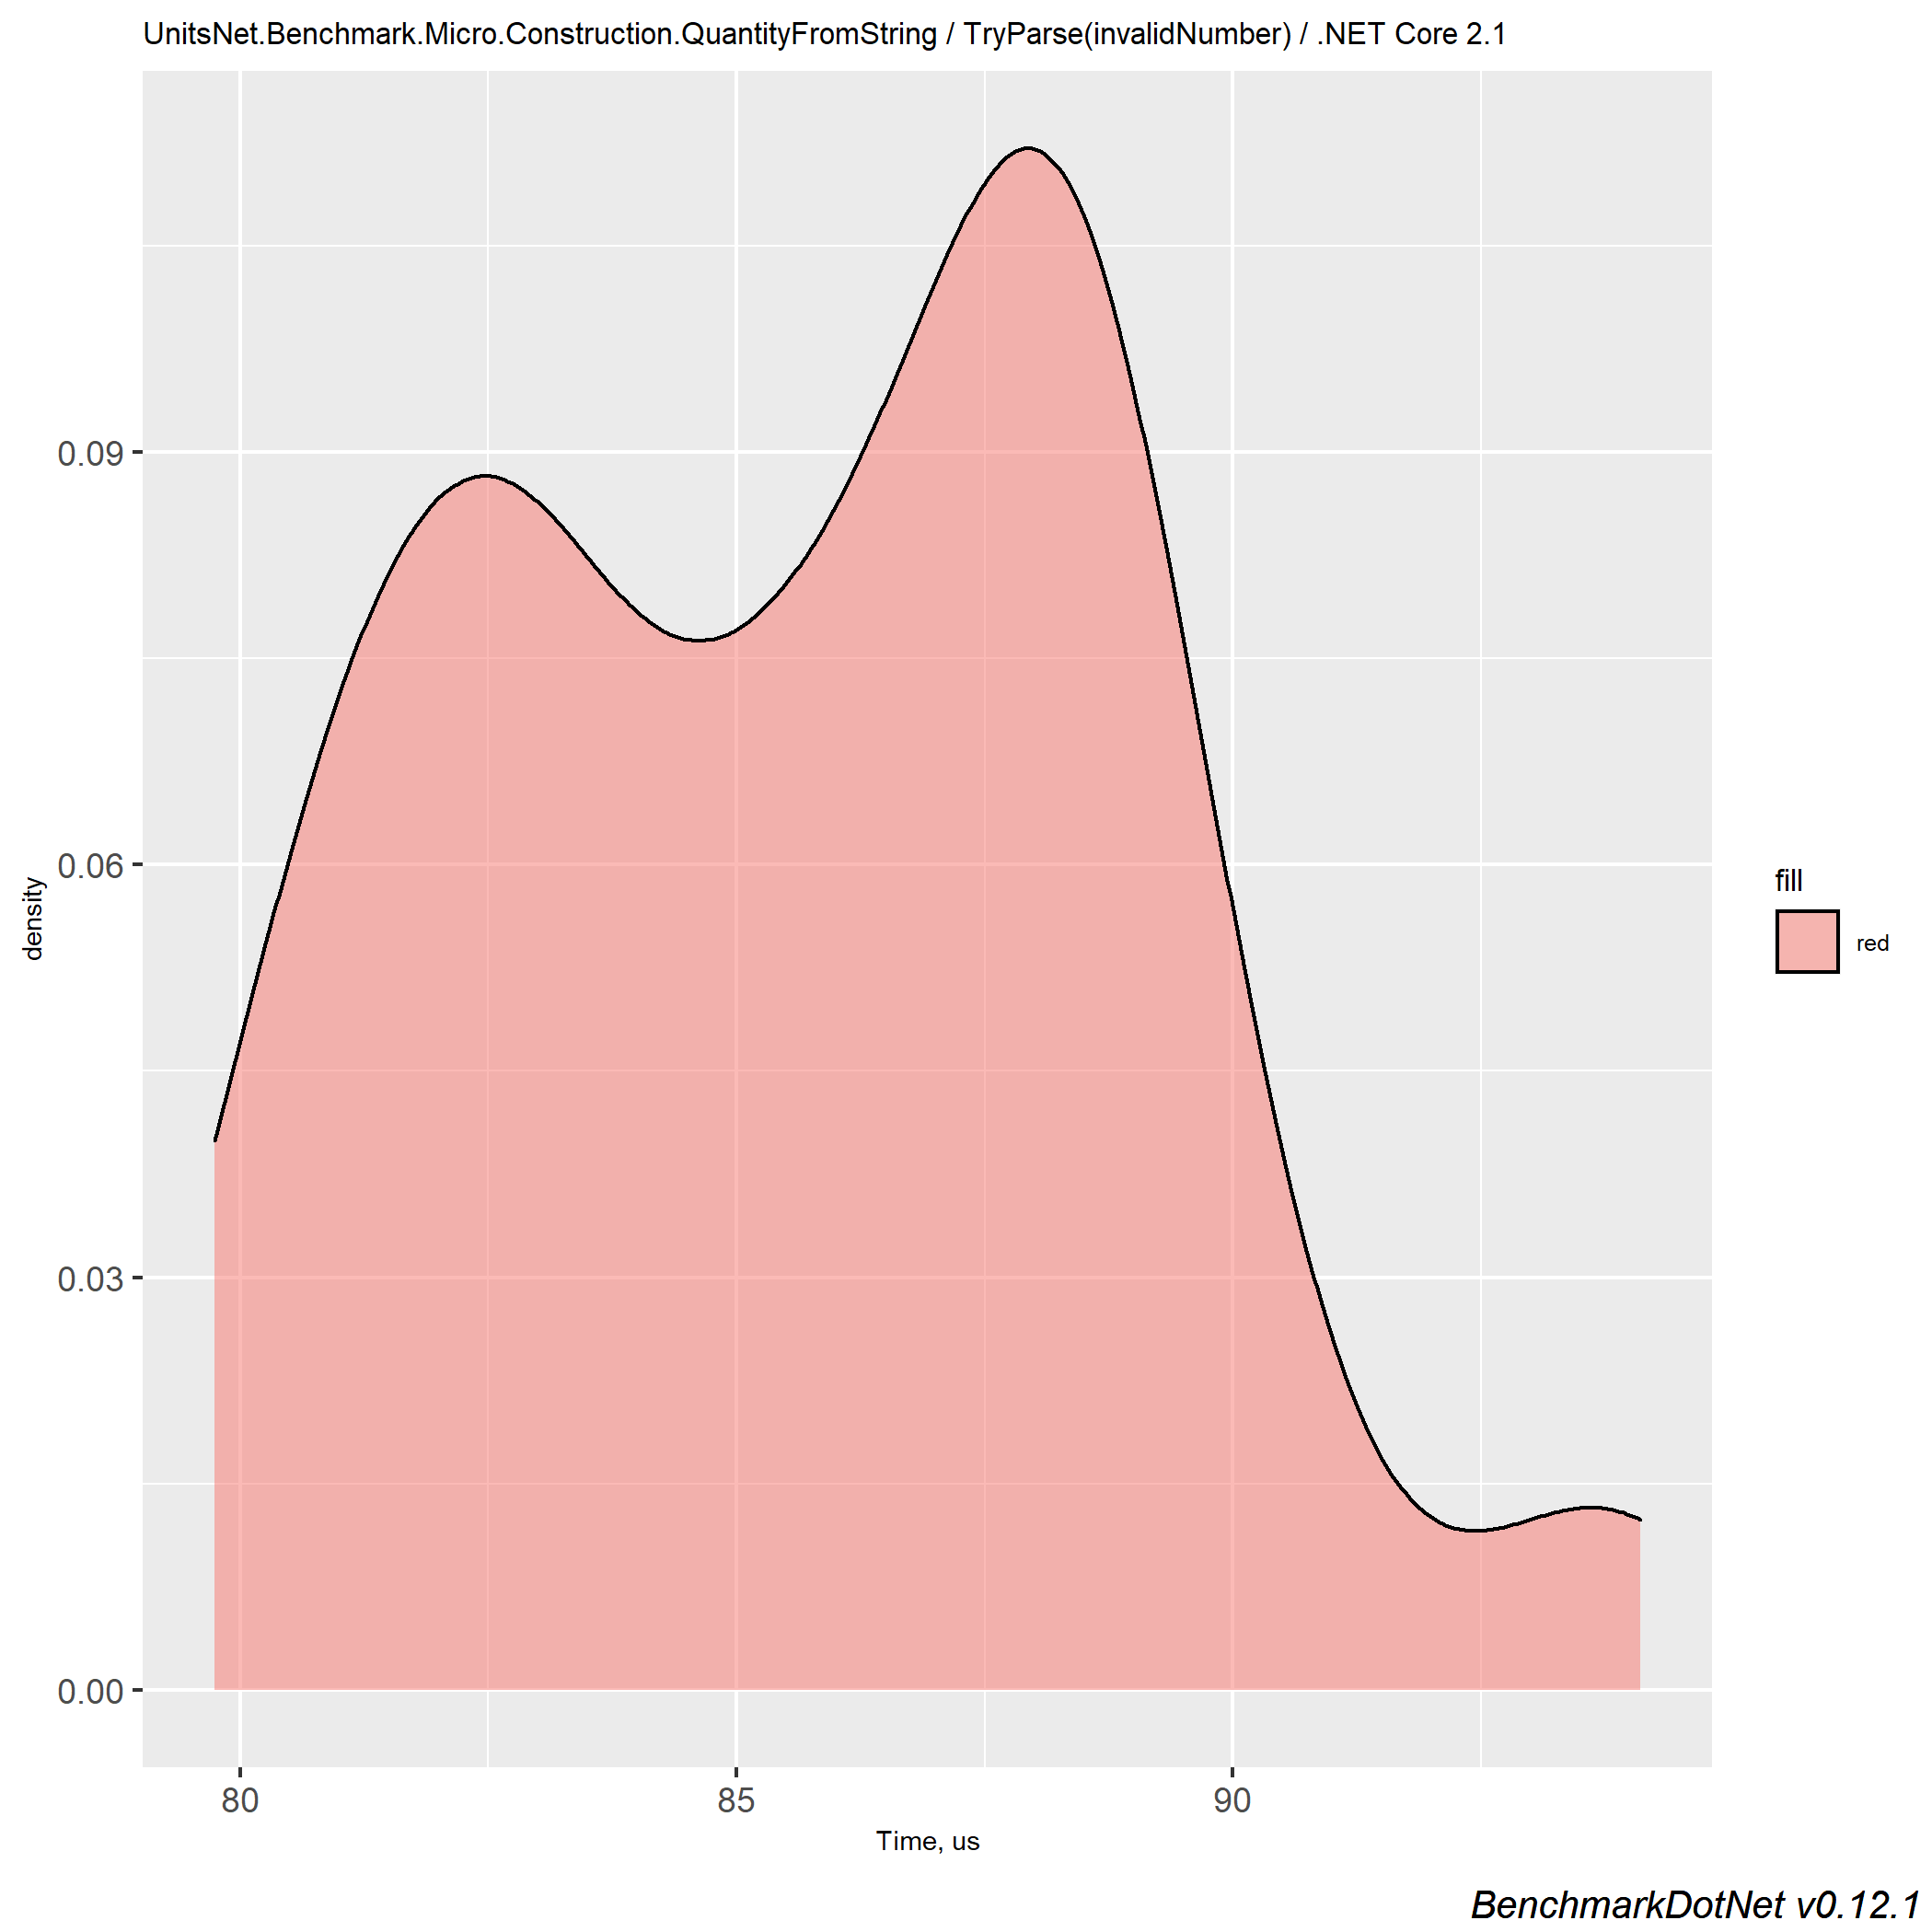 UnitsNet.Benchmark.Micro.Construction.QuantityFromString / TryParse(invalidNumber) / .NET Core 2.1
0.09
0.06
0.03
0.00
density
80 85 90
Time, us
fill
red
BenchmarkDotNet v0.12.1